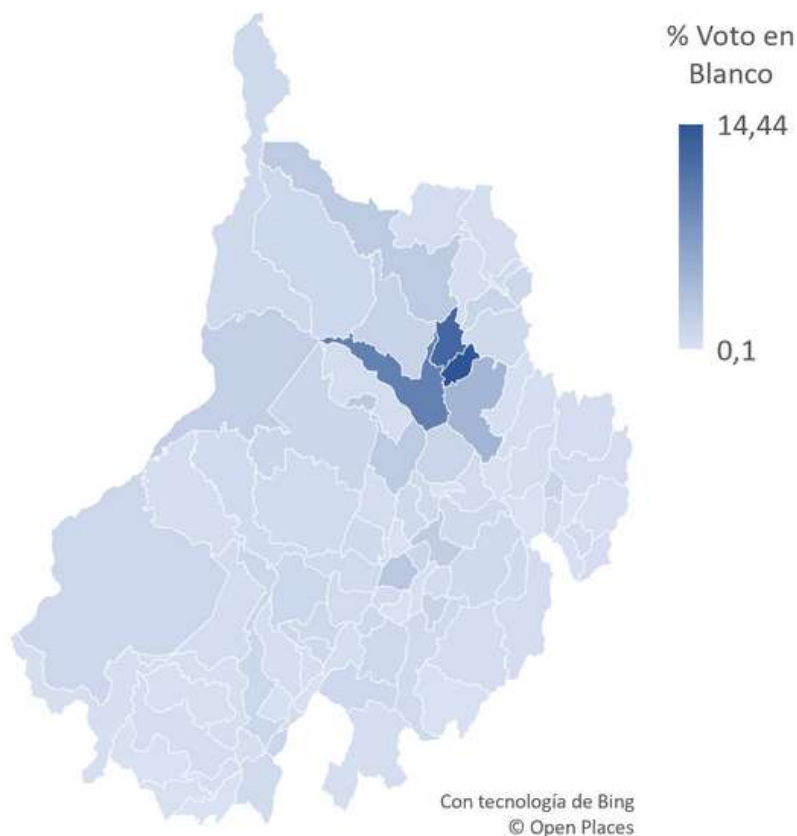 % Voto en
Blanco
14,44
0,1
Con tecnología de Bing
© Open Places